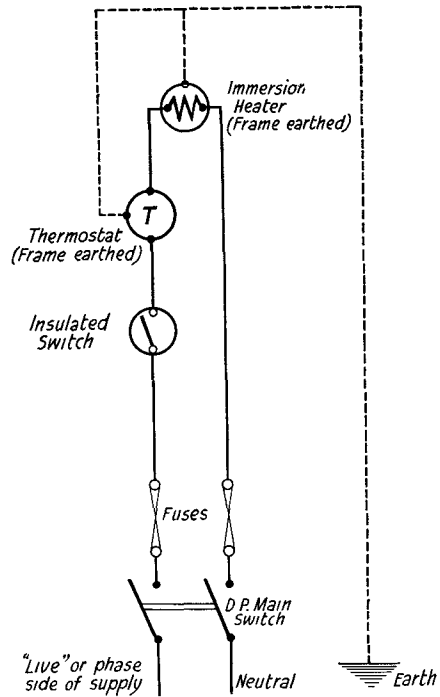 Immersion
Heater
(Frame earthed)
T
Thermostat
(Frame earthed)
Insulated
Switch
Fuses
D.P. Main
Switch
"Live" or phase
side of supply
Neutral
Earth